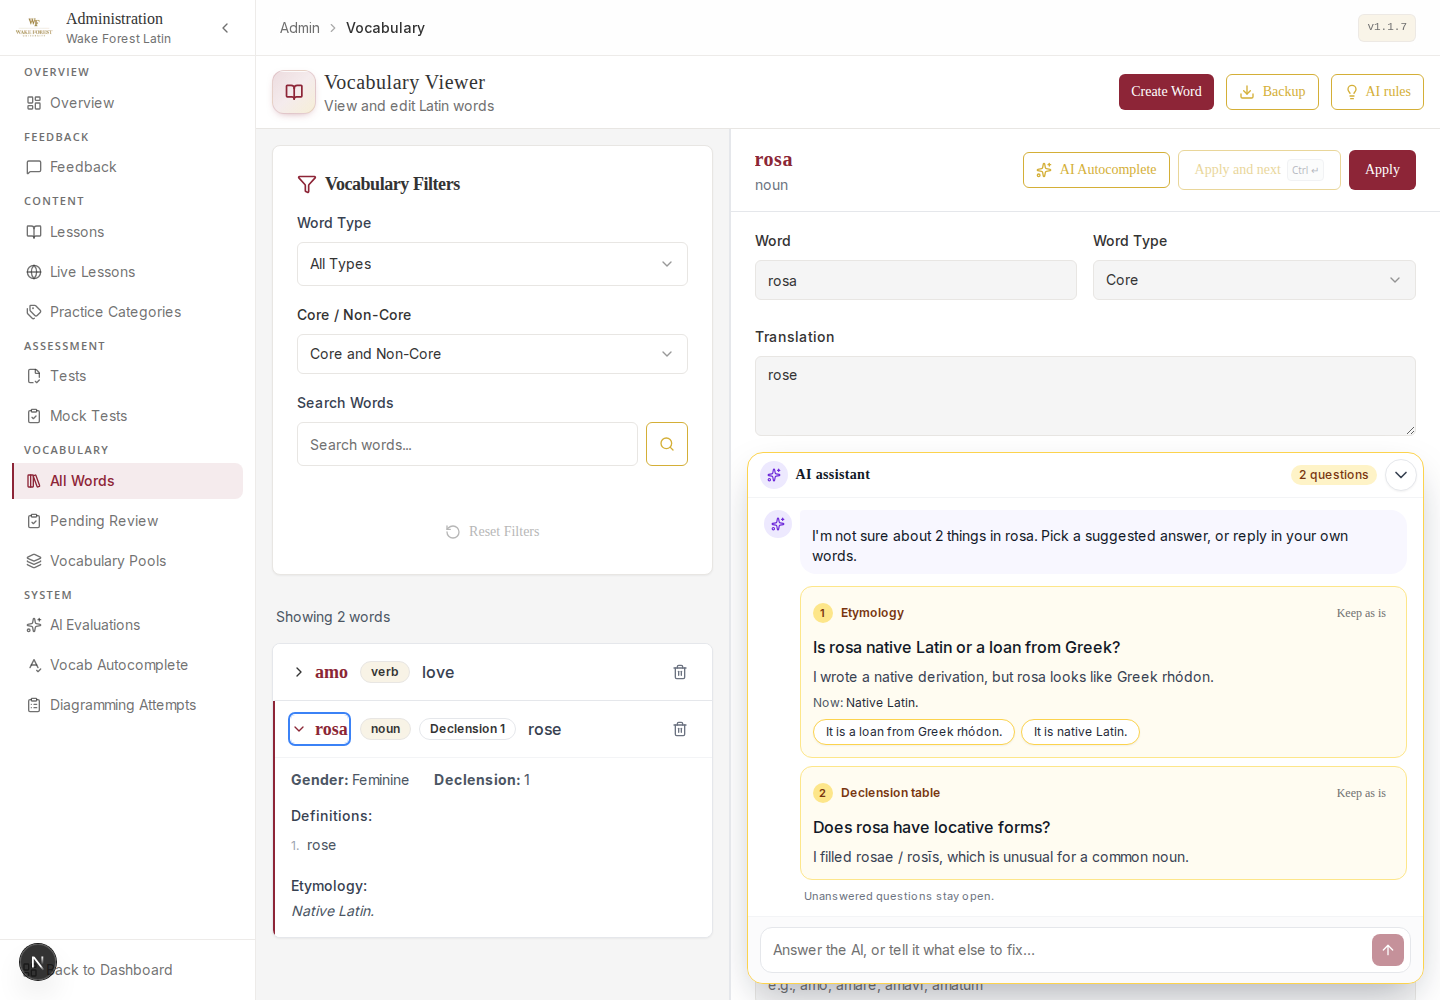 WF
WAKE FOREST
Administration
Wake Forest Latin
OVERVIEW
Overview
FEEDBACK
Feedback
CONTENT
Lessons
Live Lessons
Practice Categories
ASSESSMENT
Tests
Mock Tests
VOCABULARY
All Words
Pending Review
Vocabulary Pools
SYSTEM
AI Evaluations
Vocab Autocomplete
Diagramming Attempts
N
Back to Dashboard
Admin > Vocabulary
v1.1.7
Vocabulary Viewer
View and edit Latin words
Create Word
Backup
AI rules
Vocabulary Filters
Word Type
All Types
Core / Non-Core
Core and Non-Core
Search Words
Search words...
Reset Filters
Showing 2 words
amo verb love
rosa noun Declension 1 rose
Gender: Feminine Declension: 1
Definitions:
1. rose
Etymology:
Native Latin.
rosa
noun
AI Autocomplete
Apply and next Ctrl ↵
Apply
Word
rosa
Word Type
Core
Translation
rose
AI assistant
2 questions
I'm not sure about 2 things in rosa. Pick a suggested answer, or reply in your own
words.
1 Etymology Keep as is
Is rosa native Latin or a loan from Greek?
I wrote a native derivation, but rosa looks like Greek rhódon.
Now: Native Latin.
It is a loan from Greek rhódon. It is native Latin.
2 Declension table Keep as is
Does rosa have locative forms?
I filled rosae / rosīs, which is unusual for a common noun.
Unanswered questions stay open.
Answer the AI, or tell it what else to fix...
e.g., amo, amare, amavi, amatum